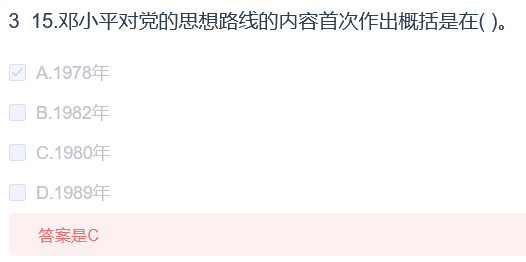 3 15.邓小平对党的思想路线的内容首次作出概括是在( )。
A.1978年
B.1982年
C.1980年
D.1989年
答案是C